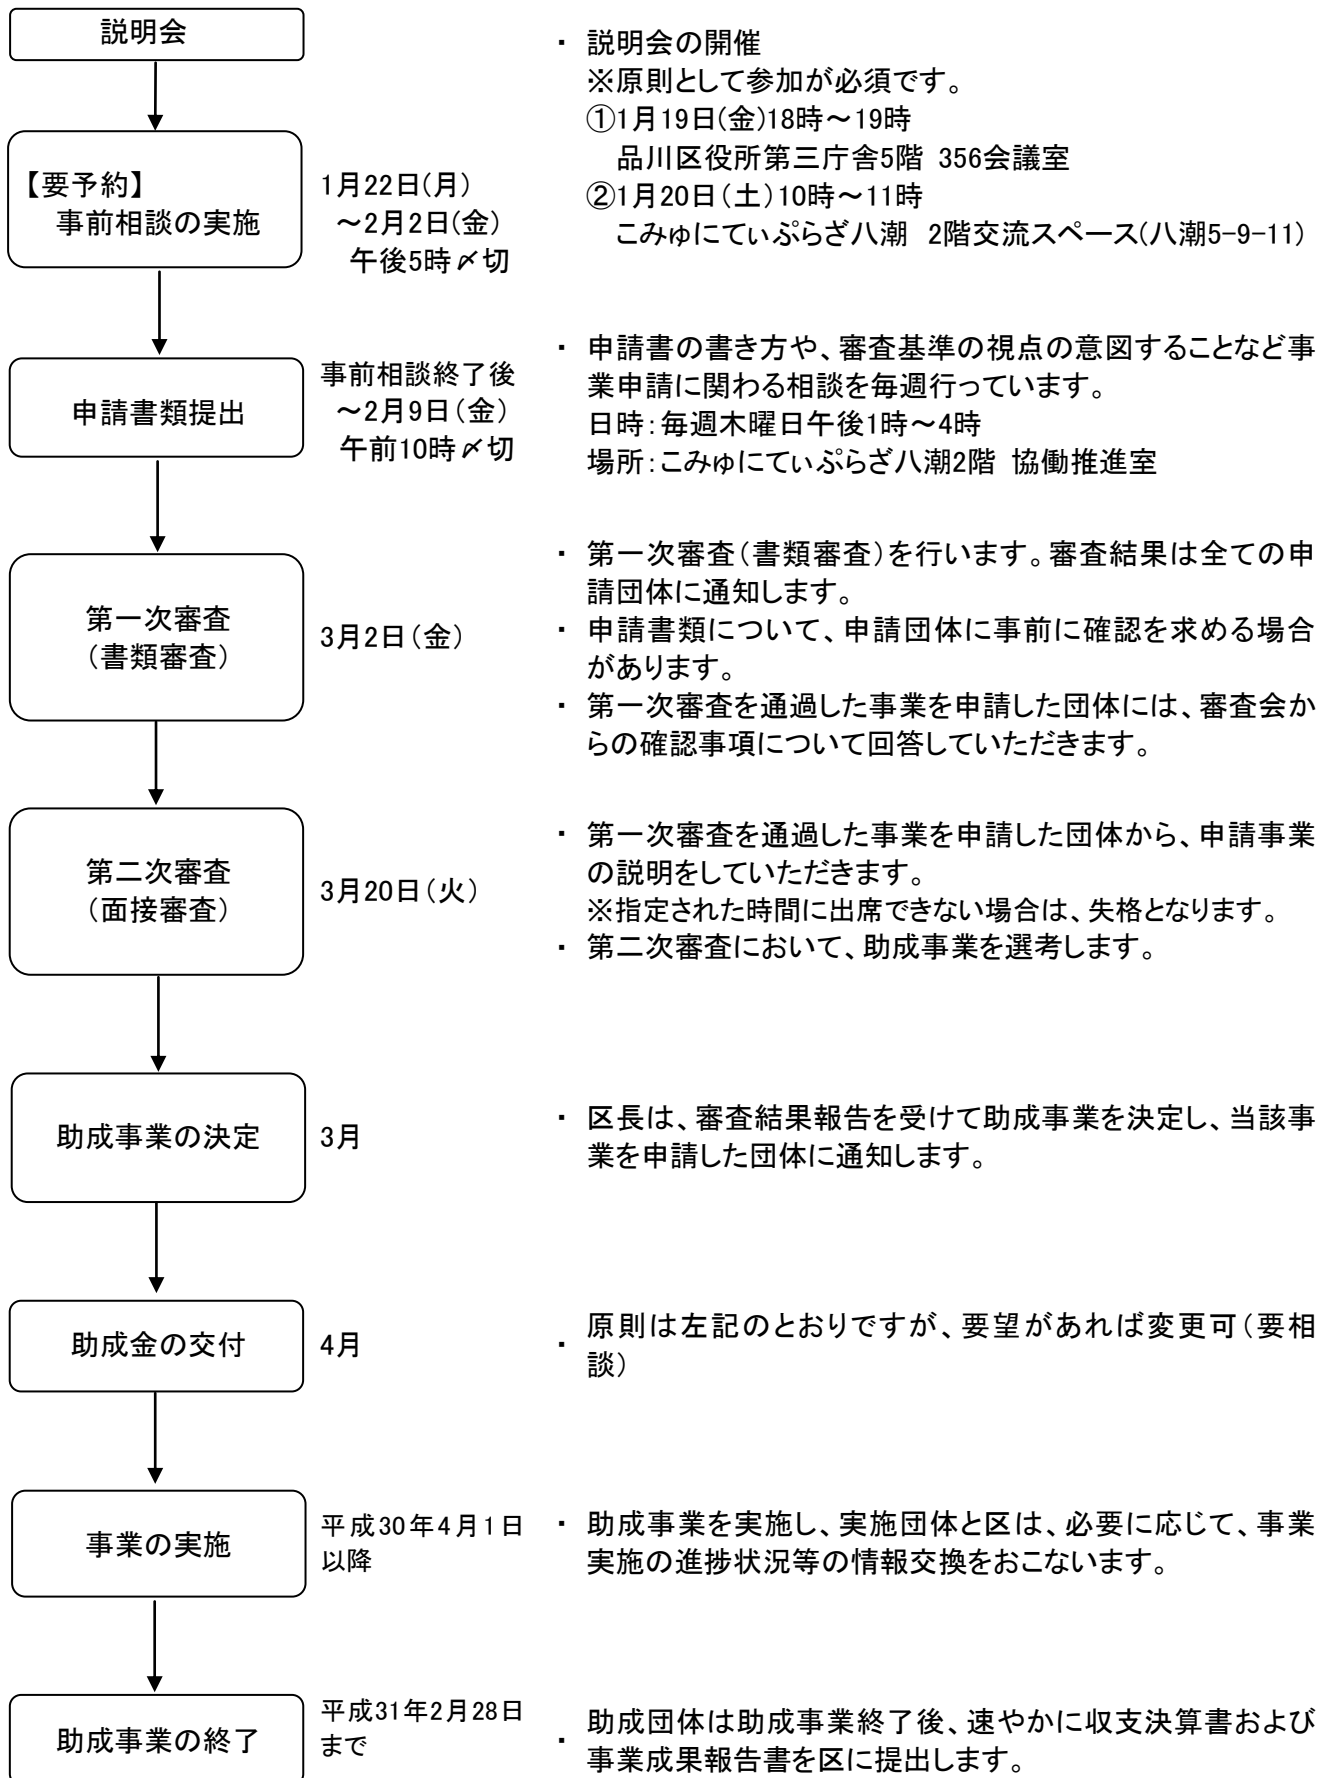 説明会
・ 説明会の開催
※原則として参加が必須です。
①1月19日(金)18時～19時
品川区役所第三庁舎5階 356会議室
②1月20日(土)10時～11時
こみゅにてぃぷらざ八潮 2階交流スペース(八潮5-9-11)
【要予約】
事前相談の実施
1月22日(月)
～2月2日(金)
午後5時〆切
・ 申請書の書き方や、審査基準の視点の意図することなど事
業申請に関わる相談を毎週行っています。
日時：毎週木曜日午後1時～4時
場所：こみゅにてぃぷらざ八潮2階 協働推進室
申請書類提出
事前相談終了後
～2月9日(金)
午前10時〆切
第一次審査
（書類審査）
3月2日(金)
・ 第一次審査(書類審査)を行います。審査結果は全ての申
請団体に通知します。
・ 申請書類について、申請団体に事前に確認を求める場合
があります。
・ 第一次審査を通過した事業を申請した団体には、審査会か
らの確認事項について回答していただきます。
第二次審査
（面接審査）
3月20日(火)
・ 第一次審査を通過した事業を申請した団体から、申請事業
の説明をしていただきます。
※指定された時間に出席できない場合は、失格となります。
・ 第二次審査において、助成事業を選考します。
助成事業の決定
3月
・ 区長は、審査結果報告を受けて助成事業を決定し、当該事
業を申請した団体に通知します。
助成金の交付
4月
・ 原則は左記のとおりですが、要望があれば変更可(要相
談)
事業の実施
平成30年4月1日
以降
・ 助成事業を実施し、実施団体と区は、必要に応じて、事業
実施の進捗状況等の情報交換をおこないます。
助成事業の終了
平成31年2月28日
まで
・ 助成団体は助成事業終了後、速やかに収支決算書および
事業成果報告書を区に提出します。